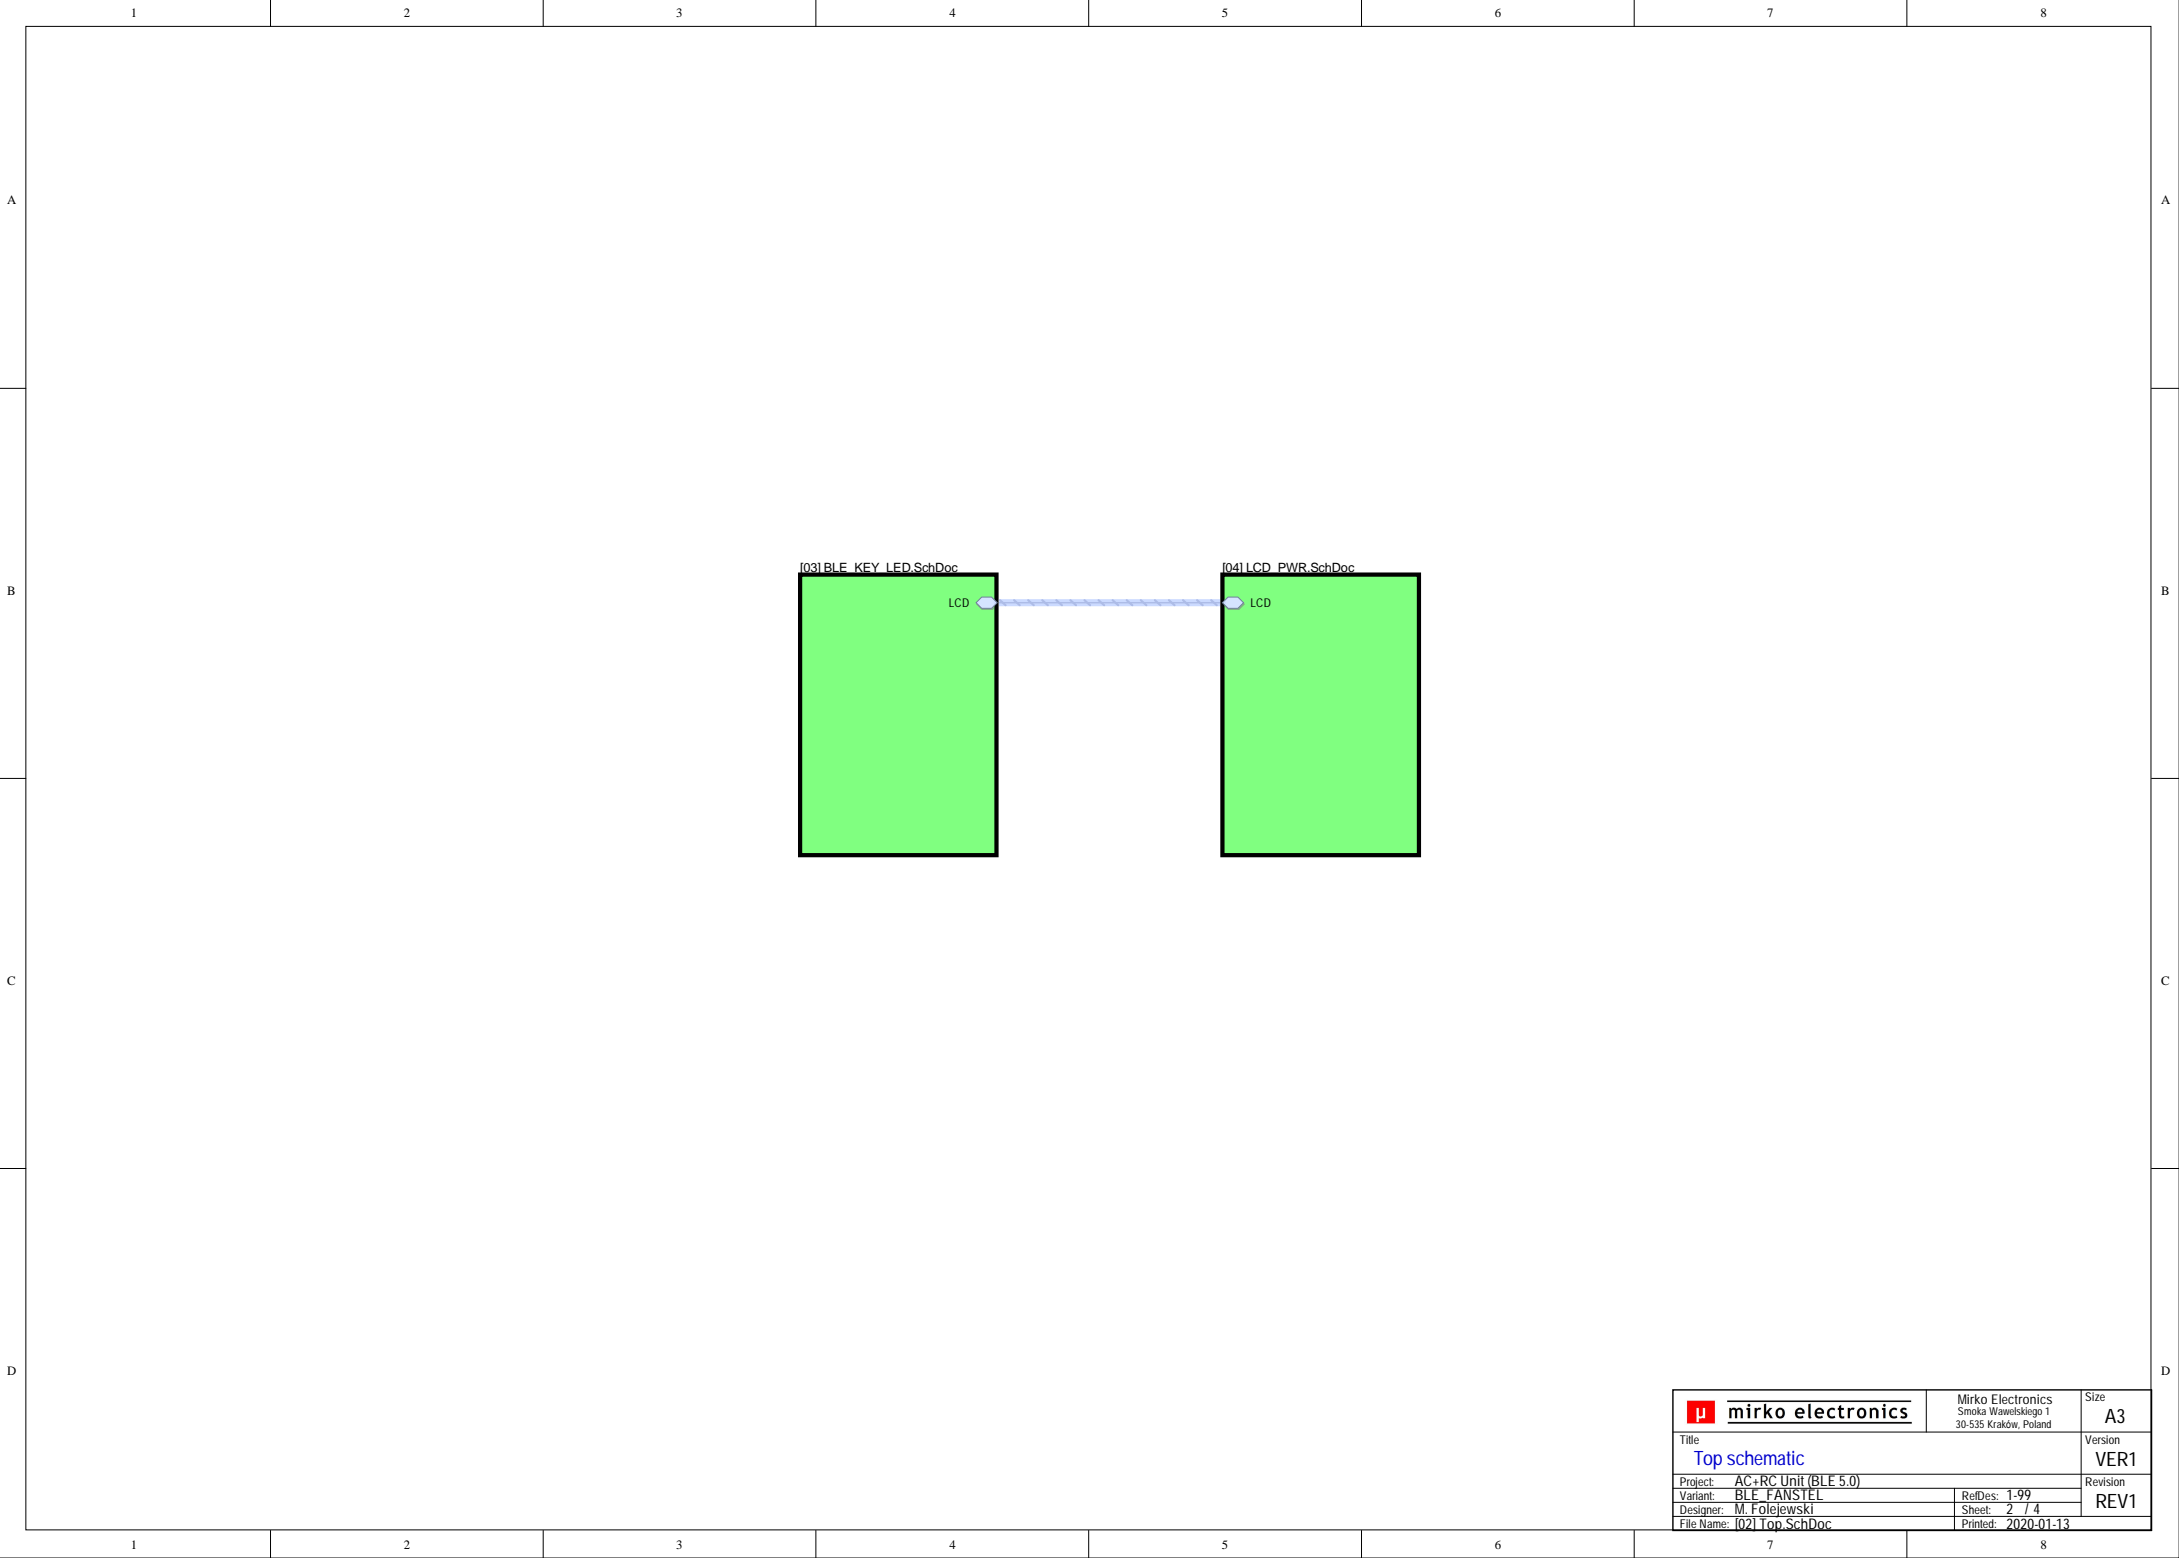 1 2 3 4 5 6 7 8
A A
[03] BLE_KEY_LED.SchDoc [04] LCD_PWR.SchDoc
B B
LCD LCD
C C
D D
µ mirko electronics
Mirko Electronics
Smoka Wawelskiego 1
30-535 Kraków, Poland
Size
A3
Title
Top schematic
Version
VER1
Project: AC+RC Unit (BLE 5.0)
Variant: BLE_FANSTEL
RefDes: 1-99
Revision
REV1
Designer: M. Folejewski
Sheet: 2 / 4
File Name: [02] Top.SchDoc
Printed: 2020-01-13
1 2 3 4 5 6 7 8